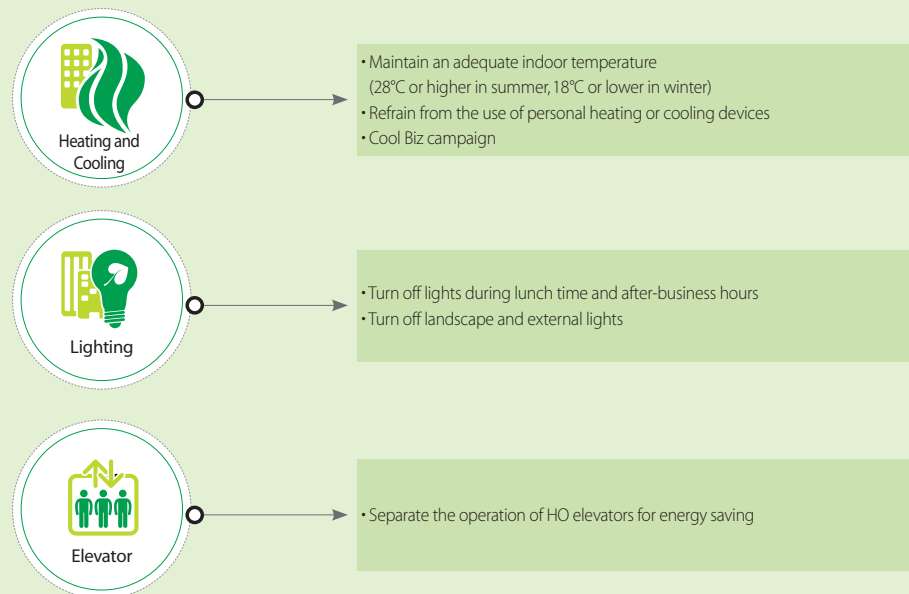 Heating and
Cooling
• Maintain an adequate indoor temperature
(28°C or higher in summer, 18°C or lower in winter)
• Refrain from the use of personal heating or cooling devices
• Cool Biz campaign
Lighting
• Turn off lights during lunch time and after-business hours
• Turn off landscape and external lights
Elevator
• Separate the operation of HO elevators for energy saving